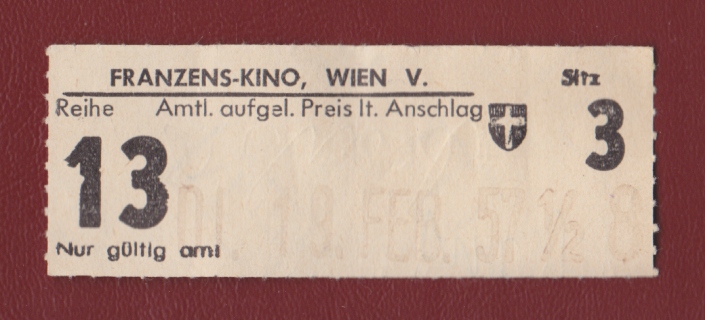 FRANZENS-KINO, WIEN V.
Sitz
Reihe Amtl. aufgel. Preis lt. Anschlag
13
3
DI. 19. FEB. 57 ½ 8
Nur gültig am: